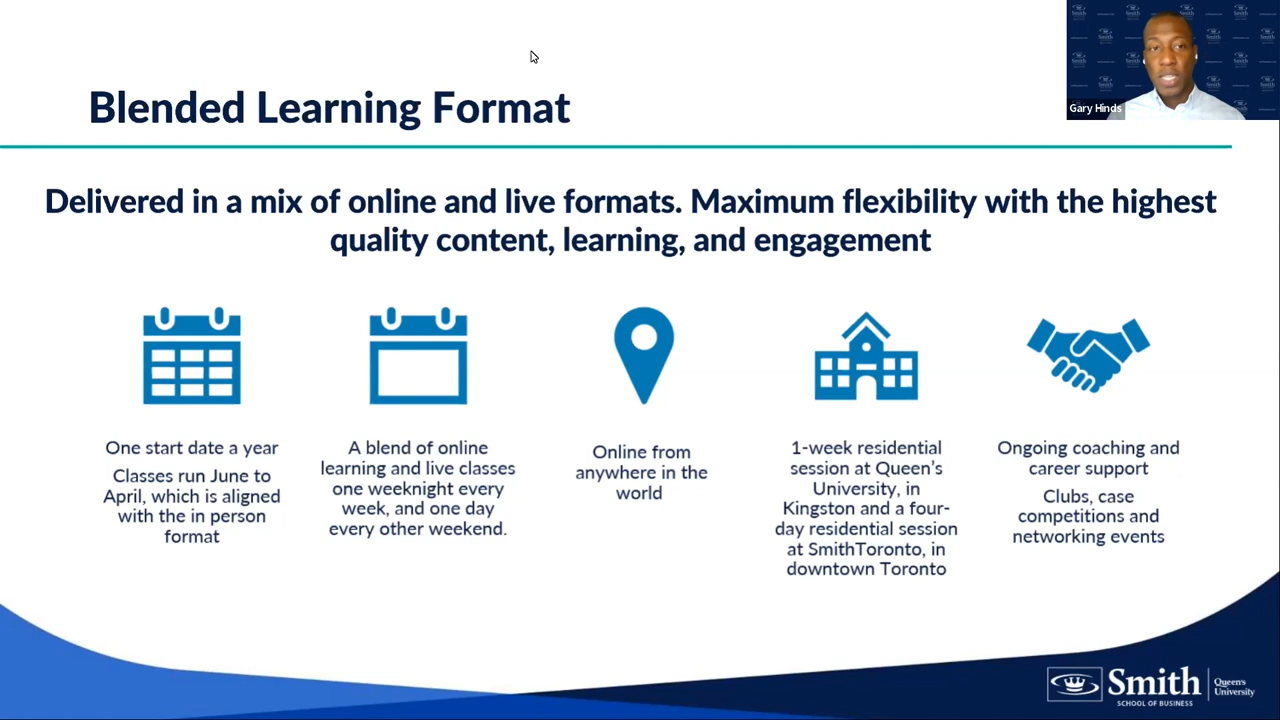 Blended Learning Format
Gary Hinds
Delivered in a mix of online and live formats. Maximum flexibility with the highest
quality content, learning, and engagement
One start date a year
Classes run June to
April, which is aligned
with the in person
format
A blend of online
learning and live classes
one weeknight every
week, and one day
every other weekend.
Online from
anywhere in the
world
1-week residential
session at Queen's
University, in
Kingston and a four-
day residential session
at SmithToronto, in
downtown Toronto
Ongoing coaching and
career support
Clubs, case
competitions and
networking events
Smith
SCHOOL OF BUSINESS
Queen's
University